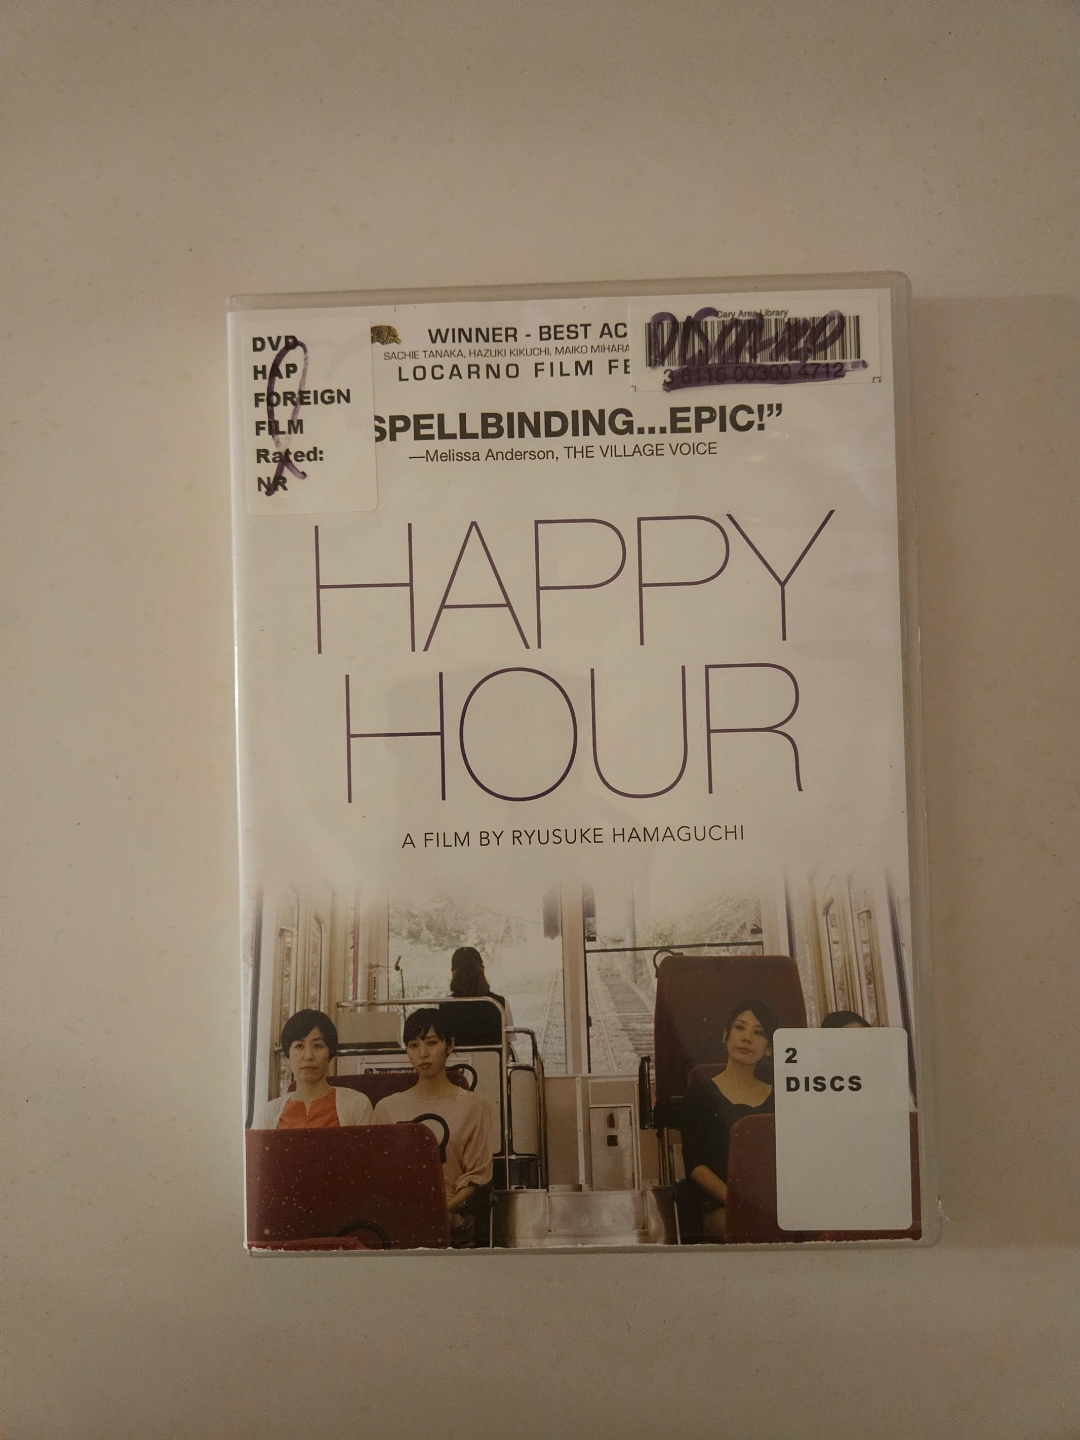 DVD
HAP
FOREIGN
FILM
Rated:
NR
WINNER - BEST AC
SACHIE TANAKA, HAZUKI KIKUCHI, MAIKO MIHARA
LOCARNO FILM FE
Cary Area Library
DISCARD
3 6116 00300 4712
SPELLBINDING...EPIC!”
—Melissa Anderson, THE VILLAGE VOICE
HAPPY
HOUR
A FILM BY RYUSUKE HAMAGUCHI
2
DISCS